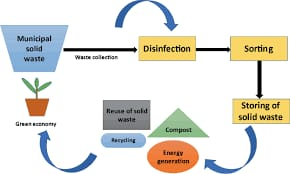 Municipal
solid
waste
Waste collection
Disinfection
Sorting
Storing of
solid waste
Reuse of solid
waste
Recycling
Compost
Energy
generation
Green economy